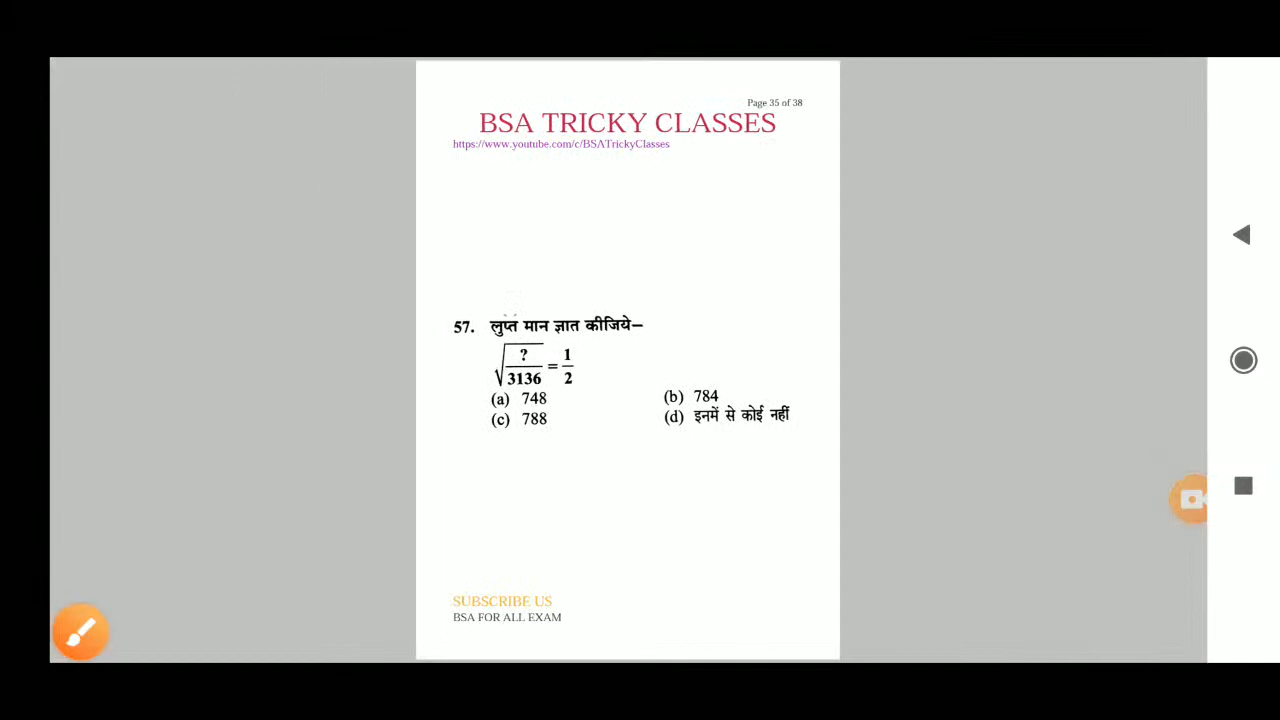 Page 35 of 38
BSA TRICKY CLASSES
https://www.youtube.com/c/BSATrickyClasses
57. लुप्त मान ज्ञात कीजिये–
√(?/3136) = 1/2
(a) 748 (b) 784
(c) 788 (d) इनमें से कोई नहीं
SUBSCRIBE US
BSA FOR ALL EXAM